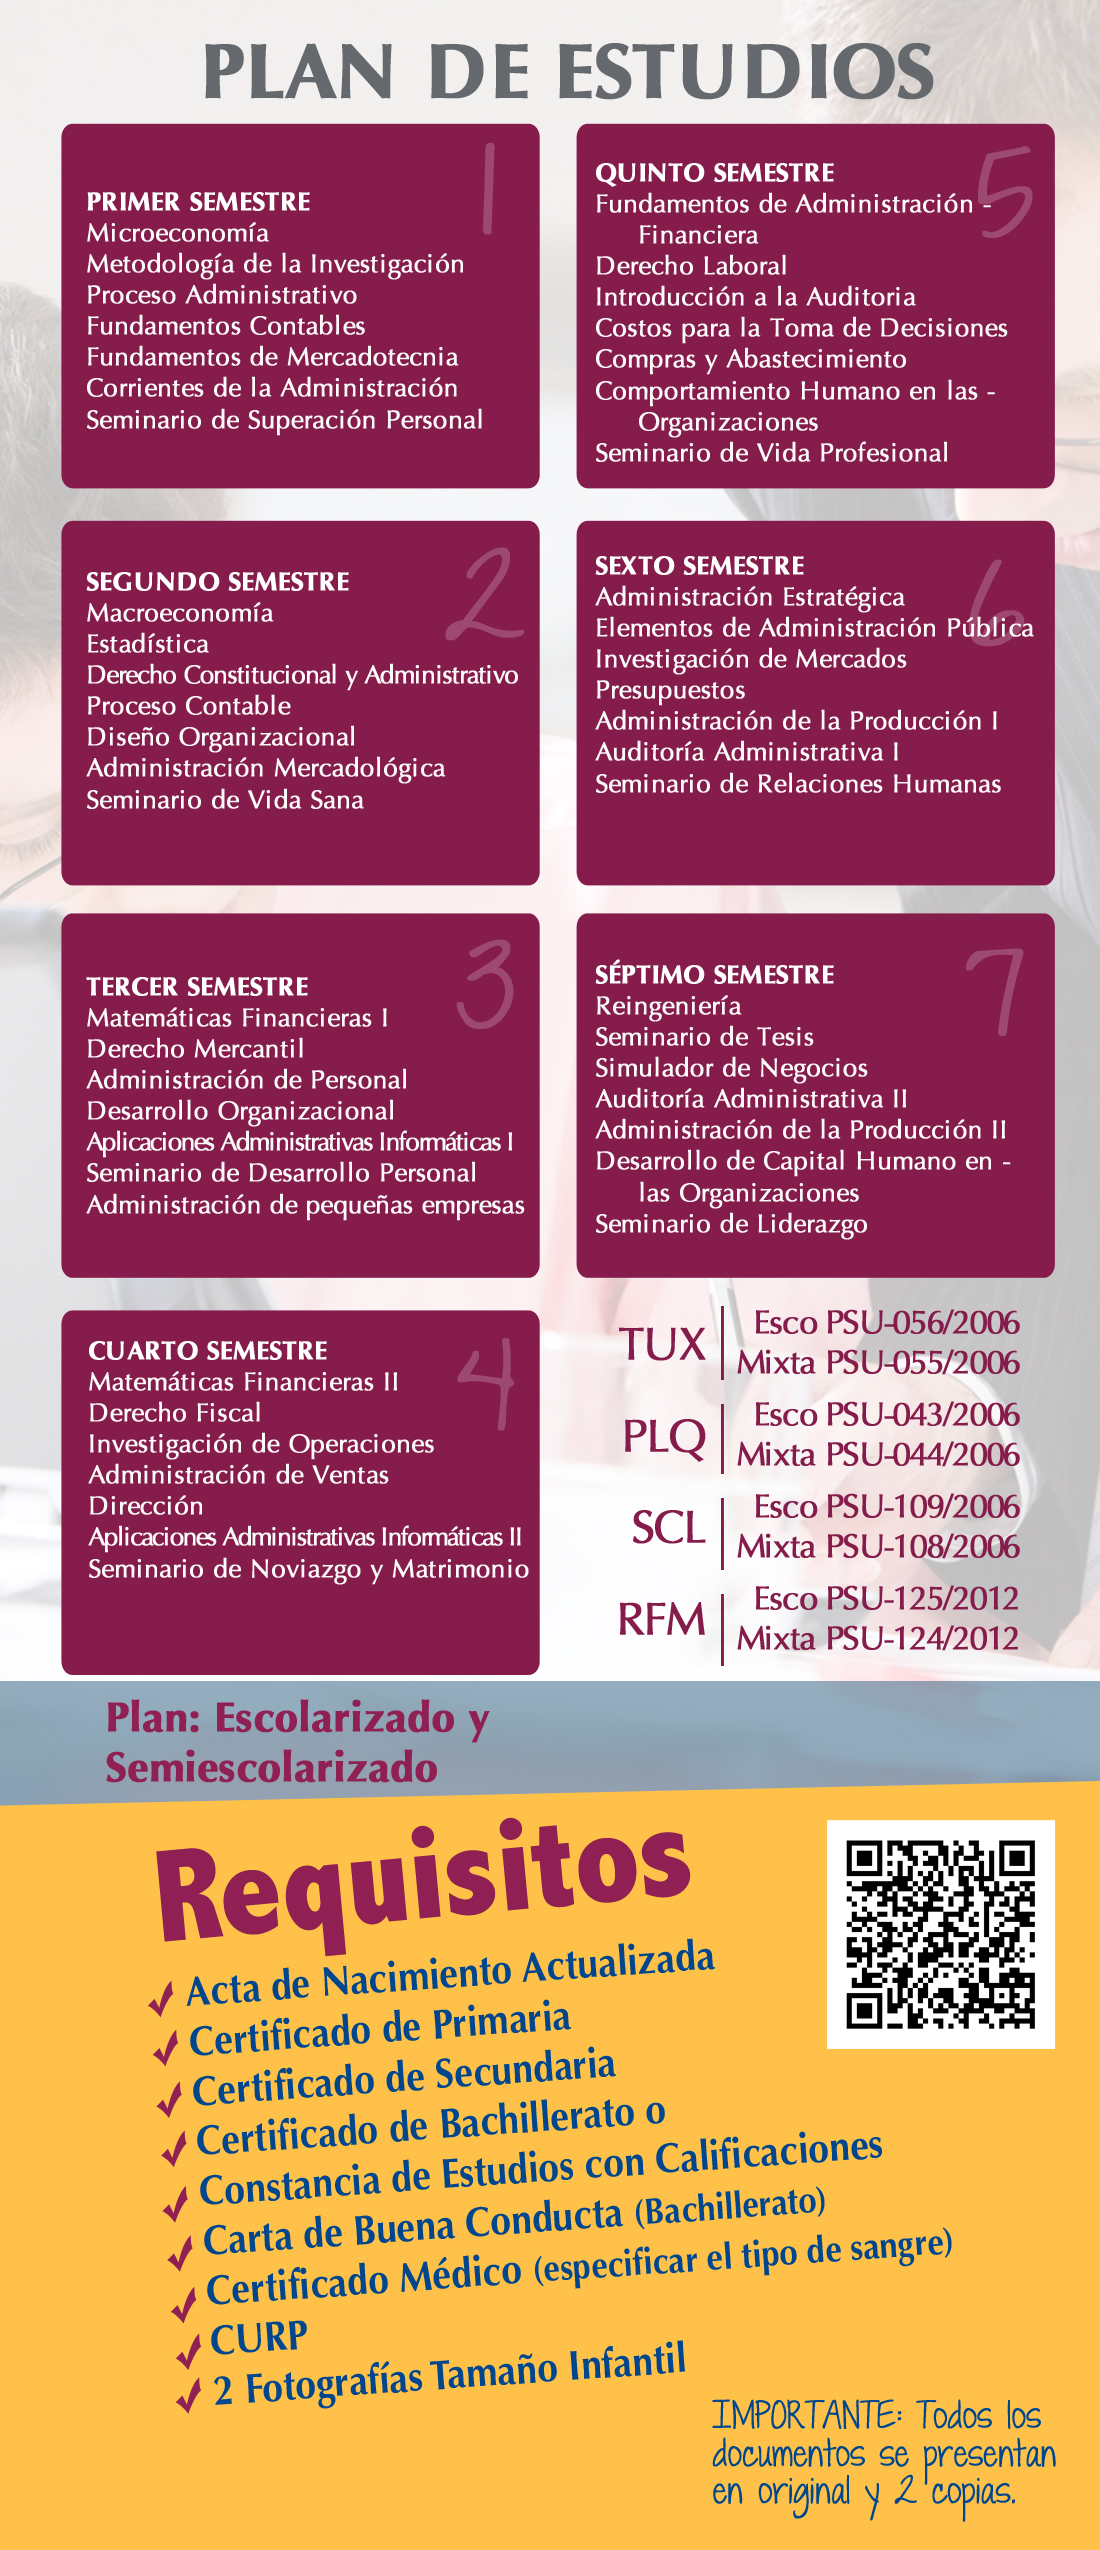 PLAN DE ESTUDIOS
1
PRIMER SEMESTRE
Microeconomía
Metodología de la Investigación
Proceso Administrativo
Fundamentos Contables
Fundamentos de Mercadotecnia
Corrientes de la Administración
Seminario de Superación Personal
2
SEGUNDO SEMESTRE
Macroeconomía
Estadística
Derecho Constitucional y Administrativo
Proceso Contable
Diseño Organizacional
Administración Mercadológica
Seminario de Vida Sana
3
TERCER SEMESTRE
Matemáticas Financieras I
Derecho Mercantil
Administración de Personal
Desarrollo Organizacional
Aplicaciones Administrativas Informáticas I
Seminario de Desarrollo Personal
Administración de pequeñas empresas
4
CUARTO SEMESTRE
Matemáticas Financieras II
Derecho Fiscal
Investigación de Operaciones
Administración de Ventas
Dirección
Aplicaciones Administrativas Informáticas II
Seminario de Noviazgo y Matrimonio
5
QUINTO SEMESTRE
Fundamentos de Administración -
Financiera
Derecho Laboral
Introducción a la Auditoria
Costos para la Toma de Decisiones
Compras y Abastecimiento
Comportamiento Humano en las -
Organizaciones
Seminario de Vida Profesional
6
SEXTO SEMESTRE
Administración Estratégica
Elementos de Administración Pública
Investigación de Mercados
Presupuestos
Administración de la Producción I
Auditoría Administrativa I
Seminario de Relaciones Humanas
7
SÉPTIMO SEMESTRE
Reingeniería
Seminario de Tesis
Simulador de Negocios
Auditoría Administrativa II
Administración de la Producción II
Desarrollo de Capital Humano en -
las Organizaciones
Seminario de Liderazgo
TUX
Esco PSU-056/2006
Mixta PSU-055/2006
PLQ
Esco PSU-043/2006
Mixta PSU-044/2006
SCL
Esco PSU-109/2006
Mixta PSU-108/2006
RFM
Esco PSU-125/2012
Mixta PSU-124/2012
Plan: Escolarizado y
Semiescolarizado
Requisitos
Acta de Nacimiento Actualizada
Certificado de Primaria
Certificado de Secundaria
Certificado de Bachillerato o
Constancia de Estudios con Calificaciones
Carta de Buena Conducta (Bachillerato)
Certificado Médico (especificar el tipo de sangre)
CURP
2 Fotografías Tamaño Infantil
IMPORTANTE: Todos los
documentos se presentan
en original y 2 copias.